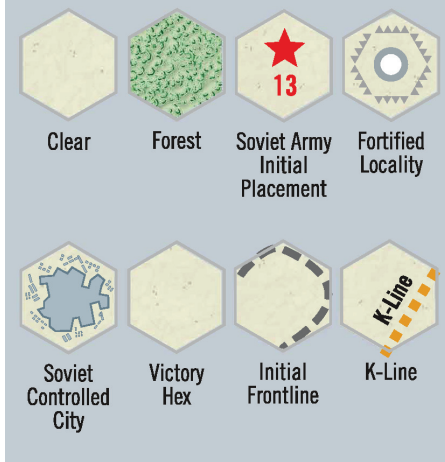 13
Clear
Forest
Soviet Army
Initial
Placement
Fortified
Locality
K-Line
Soviet
Controlled
City
Victory
Hex
Initial
Frontline
K-Line